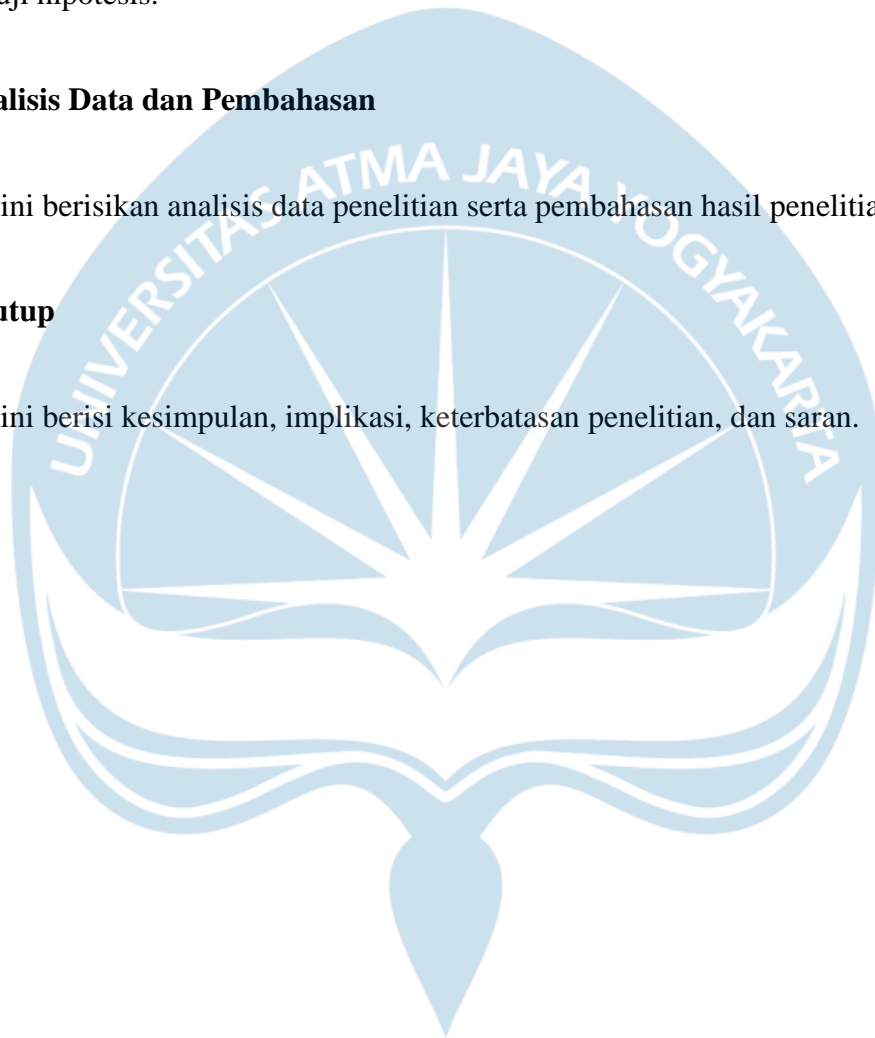 uji hipotesis.
alisis Data dan Pembahasan
ini berisikan analisis data penelitian serta pembahasan hasil penelitia
utup
ini berisi kesimpulan, implikasi, keterbatasan penelitian, dan saran.
UNIVERSITAS ATMA JAYA YOGYAKARTA